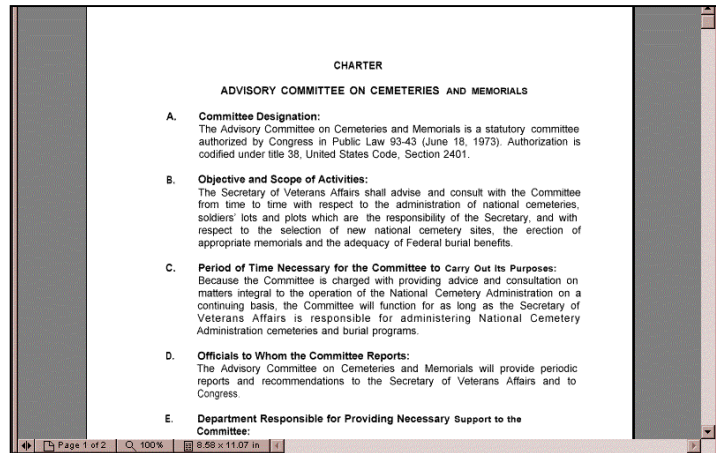 CHARTER
ADVISORY COMMITTEE ON CEMETERIES AND MEMORIALS
A. Committee Designation:
The Advisory Committee on Cemeteries and Memorials is a statutory committee
authorized by Congress in Public Law 93-43 (June 18, 1973). Authorization is
codified under title 38, United States Code, Section 2401.
B. Objective and Scope of Activities:
The Secretary of Veterans Affairs shall advise and consult with the Committee
from time to time with respect to the administration of national cemeteries,
soldiers' lots and plots which are the responsibility of the Secretary, and with
respect to the selection of new national cemetery sites, the erection of
appropriate memorials and the adequacy of Federal burial benefits.
C. Period of Time Necessary for the Committee to Carry Out Its Purposes:
Because the Committee is charged with providing advice and consultation on
matters integral to the operation of the National Cemetery Administration on a
continuing basis, the Committee will function for as long as the Secretary of
Veterans Affairs is responsible for administering National Cemetery
Administration cemeteries and burial programs.
D. Officials to Whom the Committee Reports:
The Advisory Committee on Cemeteries and Memorials will provide periodic
reports and recommendations to the Secretary of Veterans Affairs and to
Congress.
E. Department Responsible for Providing Necessary Support to the
Committee:
Page 1 of 2 100% 8.58 x 11.07 in